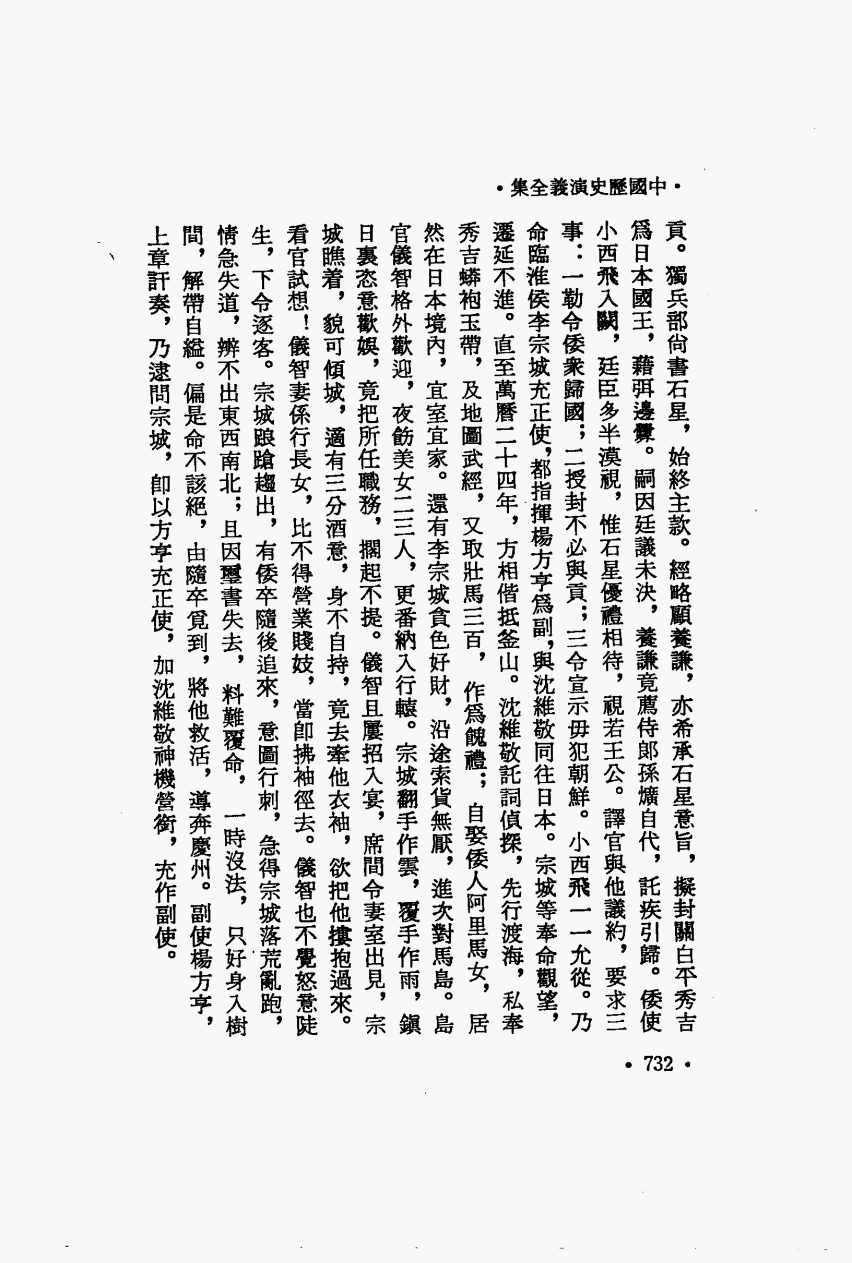 •中國歷史演義全集•
貢。獨兵部尙書石星，始終主款。經略顧養謙，亦希承石星意旨，擬封關白平秀吉
爲日本國王，藉弭邊釁。嗣因廷議未決，養謙竟薦侍郎孫爌自代，託疾引歸。倭使
小西飛入闕，廷臣多半漠視，惟石星優禮相待，視若王公。譯官與他議約，要求三
事：一勒令倭衆歸國；二授封不必與貢；三令宣示毋犯朝鮮。小西飛一一允從。乃
命臨淮侯李宗城充正使，都指揮楊方亨爲副，與沈維敬同往日本。宗城等奉命觀望，
遷延不進。直至萬曆二十四年，方相偕抵釜山。沈維敬託詞偵探，先行渡海，私奉
秀吉蟒袍玉帶，及地圖武經，又取壯馬三百，作爲餽禮；自娶倭人阿里馬女，居
然在日本境內，宜室宜家。還有李宗城貪色好財，沿途索貨無厭，進次對馬島。島
官儀智格外歡迎，夜飭美女二三人，更番納入行轅。宗城翻手作雲，覆手作雨，鎭
日裏恣意歡娛，竟把所任職務，擱起不提。儀智且屢招入宴，席間令妻室出見，宗
城瞧着，貌可傾城，適有三分酒意，身不自持，竟去牽他衣袖，欲把他摟抱過來。
看官試想！儀智妻係行長女，比不得營業賤妓，當卽拂袖徑去。儀智也不覺怒意陡
生，下令逐客。宗城踉蹌趨出，有倭卒隨後追來，意圖行刺，急得宗城落荒亂跑，
情急失道，辨不出東西南北；且因璽書失去，料難覆命，一時沒法，只好身入樹
間，解帶自縊。偏是命不該絕，由隨卒覓到，將他救活，導奔慶州。副使楊方亨，
上章訐奏，乃逮問宗城，卽以方亨充正使，加沈維敬神機營銜，充作副使。
•732•